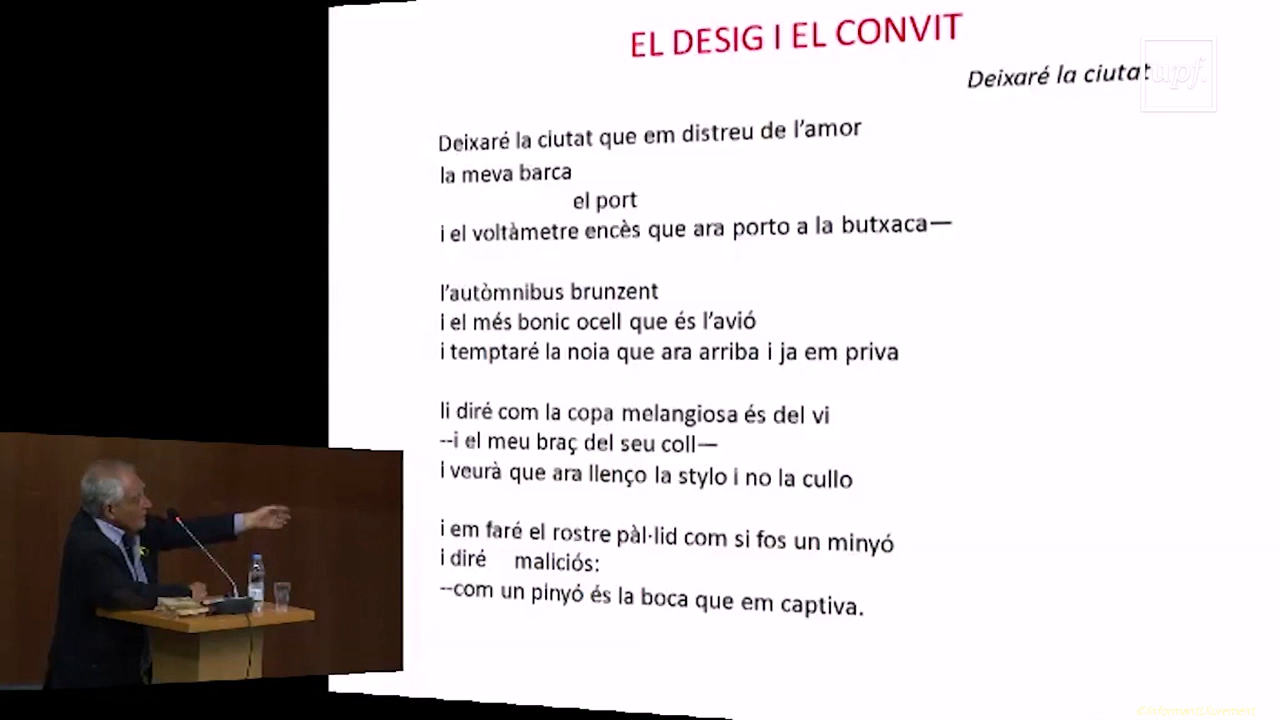 EL DESIG I EL CONVIT
Deixaré la ciutat
upf.
Deixaré la ciutat que em distreu de l'amor
la meva barca
el port
i el voltàmetre encès que ara porto a la butxaca—
l'autòmnibus brunzent
i el més bonic ocell que és l'avió
i temptaré la noia que ara arriba i ja em priva
li diré com la copa melangiosa és del vi
--i el meu braç del seu coll—
i veurà que ara llenço la stylo i no la cullo
i em faré el rostre pàl·lid com si fos un minyó
i diré maliciós:
--com un pinyó és la boca que em captiva.